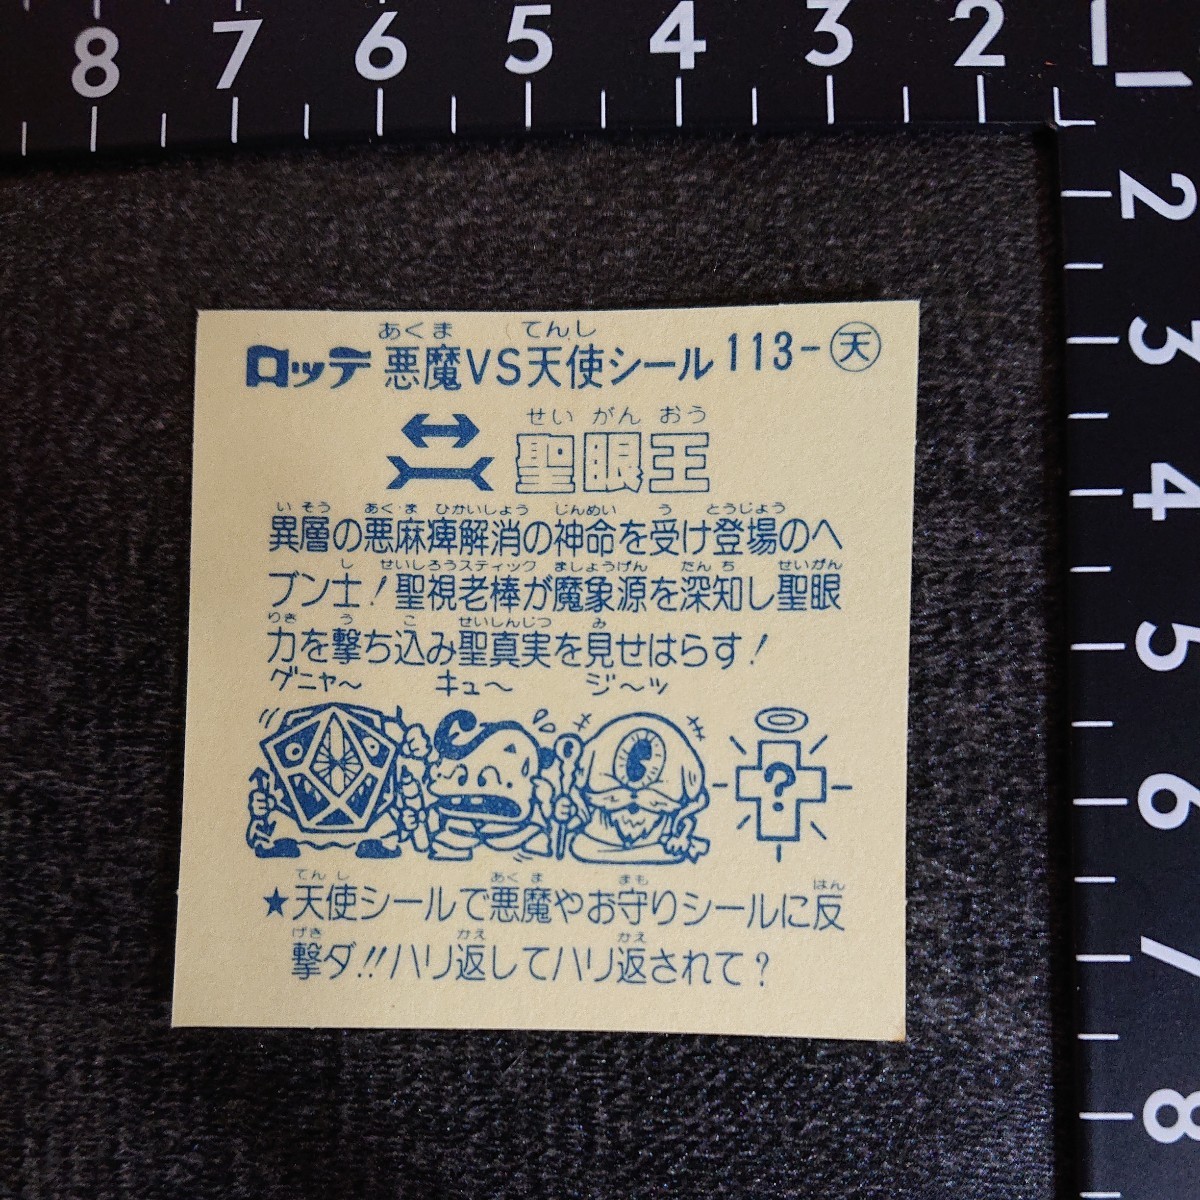 8 7 6 5 4 3 2 1
1 2 3 4 5 6 7 8
あくま てんし
ロッテ 悪魔VS天使シール 113-天
せいがんおう
聖眼王
いそう あくま ひかいしょう じんめい う とうじょう
異層の悪麻痺解消の神命を受け登場のヘ
し せいしろうスティック ましょうげん たんち せいがん
ブン士!聖視老棒が魔象源を深知し聖眼
りき う こ せいしんじつ み
力を撃ち込み聖真実を見せはらす!
ゲニャ〜 キュ〜 ジ〜ッ
?
てんし あくま まも はん
★天使シールで悪魔やお守りシールに反
げき かえ かえ
撃ダ!!ハリ返してハリ返されて?